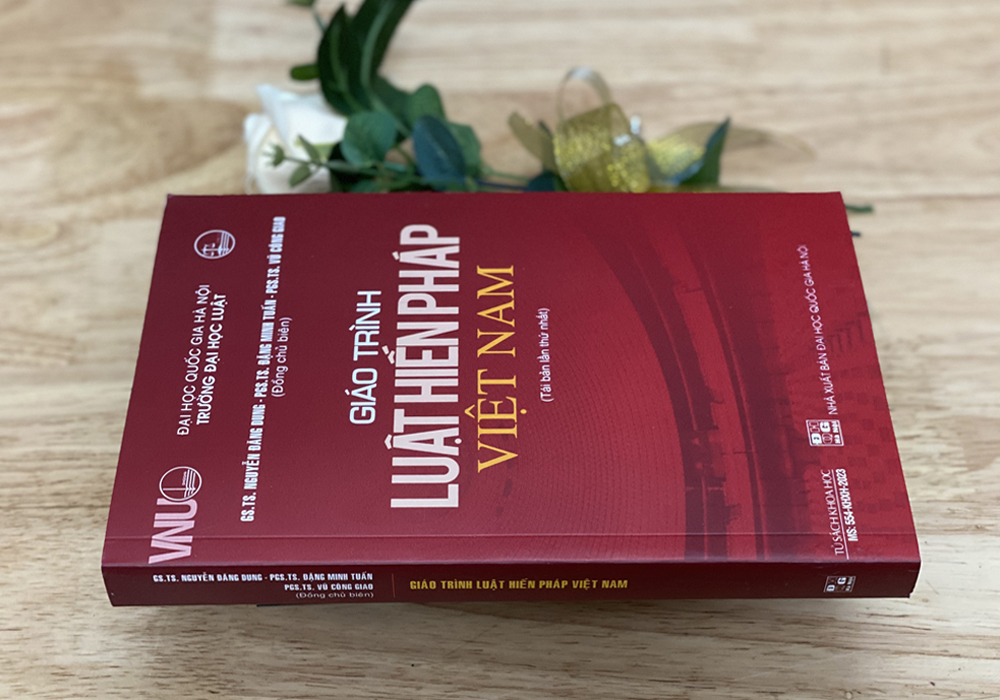 VNU
ĐẠI HỌC QUỐC GIA HÀ NỘI
TRƯỜNG ĐẠI HỌC LUẬT
GS.TS. NGUYỄN ĐĂNG DUNG - PGS.TS. ĐẶNG MINH TUẤN - PGS.TS. VŨ CÔNG GIAO
(Đồng chủ biên)
GIÁO TRÌNH
LUẬT HIẾN PHÁP
VIỆT NAM
(Tái bản lần thứ nhất)
NHÀ XUẤT BẢN ĐẠI HỌC QUỐC GIA HÀ NỘI
TỦ SÁCH KHOA HỌC
MS: 554-KHXH-2023
GS.TS. NGUYỄN ĐĂNG DUNG - PGS.TS. ĐẶNG MINH TUẤN
PGS.TS. VŨ CÔNG GIAO
(Đồng chủ biên)
GIÁO TRÌNH LUẬT HIẾN PHÁP VIỆT NAM